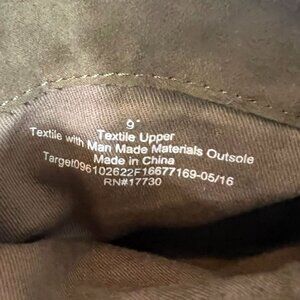 9"
Textile Upper
Textile with Man Made Materials Outsole
Made in China
Target096102622F16677169-05/16
RN#17730